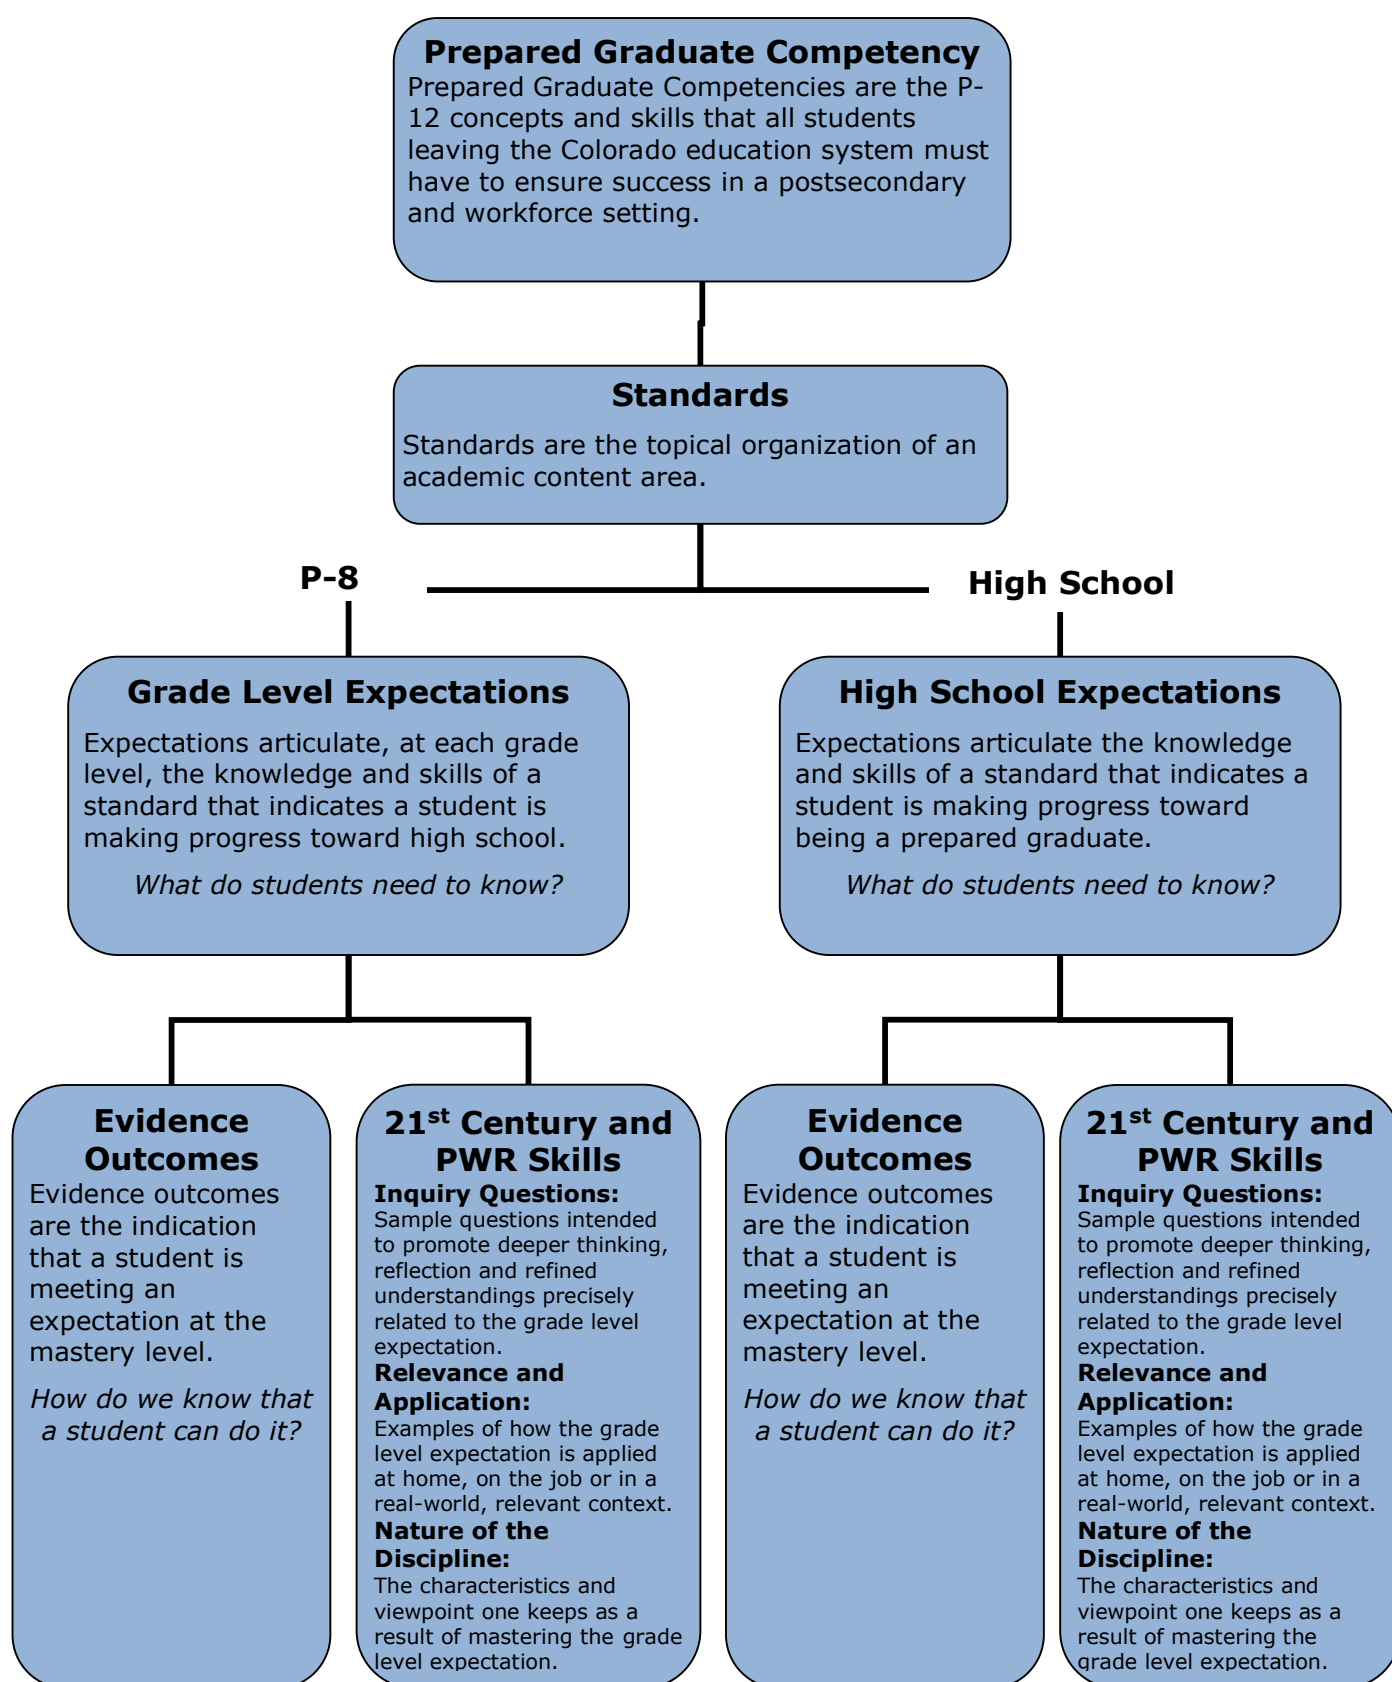 Prepared Graduate Competency
Prepared Graduate Competencies are the P-
12 concepts and skills that all students
leaving the Colorado education system must
have to ensure success in a postsecondary
and workforce setting.
Standards
Standards are the topical organization of an
academic content area.
P-8
High School
Grade Level Expectations
Expectations articulate, at each grade
level, the knowledge and skills of a
standard that indicates a student is
making progress toward high school.
What do students need to know?
High School Expectations
Expectations articulate the knowledge
and skills of a standard that indicates a
student is making progress toward
being a prepared graduate.
What do students need to know?
Evidence
Outcomes
Evidence outcomes
are the indication
that a student is
meeting an
expectation at the
mastery level.
How do we know that
a student can do it?
21st Century and
PWR Skills
Inquiry Questions:
Sample questions intended
to promote deeper thinking,
reflection and refined
understandings precisely
related to the grade level
expectation.
Relevance and
Application:
Examples of how the grade
level expectation is applied
at home, on the job or in a
real-world, relevant context.
Nature of the
Discipline:
The characteristics and
viewpoint one keeps as a
result of mastering the grade
level expectation.
Evidence
Outcomes
Evidence outcomes
are the indication
that a student is
meeting an
expectation at the
mastery level.
How do we know that
a student can do it?
21st Century and
PWR Skills
Inquiry Questions:
Sample questions intended
to promote deeper thinking,
reflection and refined
understandings precisely
related to the grade level
expectation.
Relevance and
Application:
Examples of how the grade
level expectation is applied
at home, on the job or in a
real-world, relevant context.
Nature of the
Discipline:
The characteristics and
viewpoint one keeps as a
result of mastering the
grade level expectation.